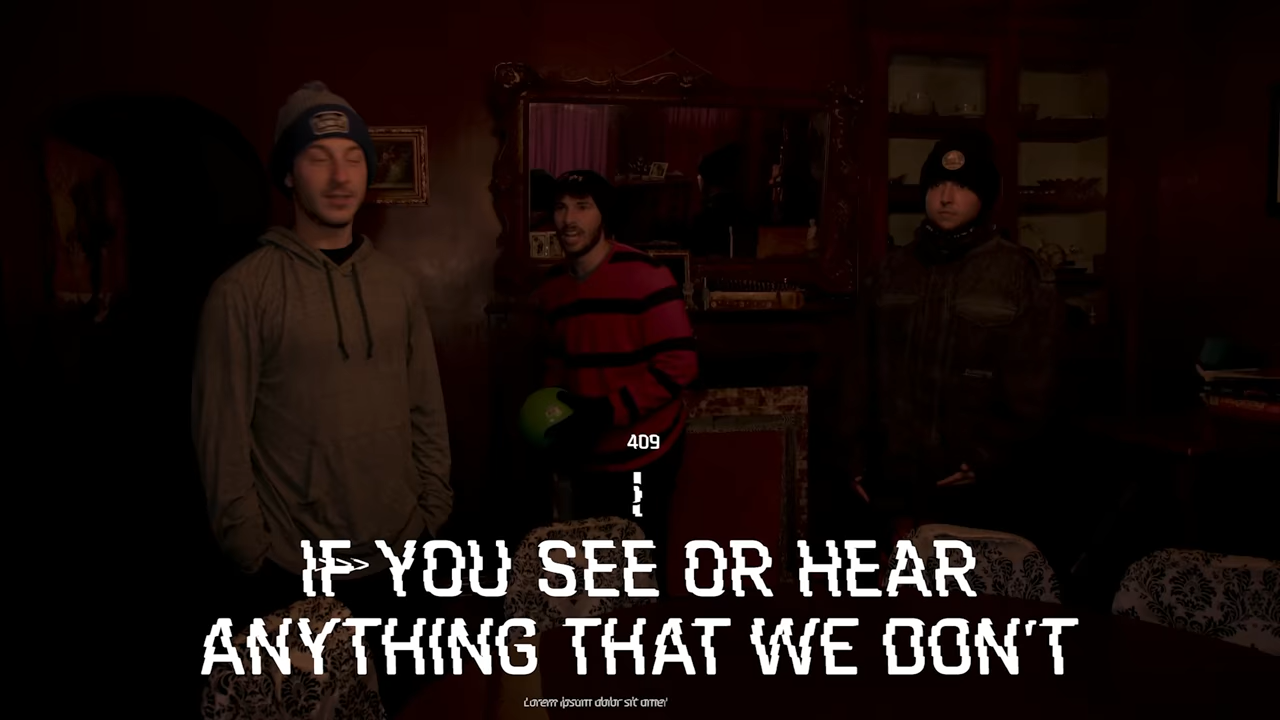 409
IF YOU SEE OR HEAR
ANYTHING THAT WE DON'T
Lorem ipsum dolor sit amet